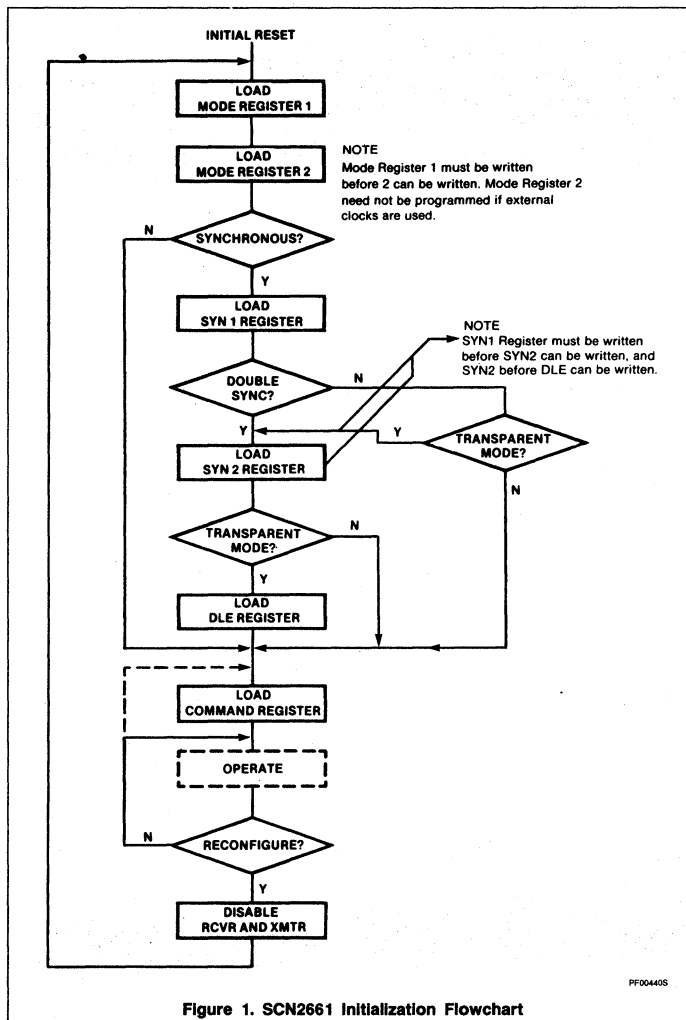 INITIAL RESET
LOAD
MODE REGISTER 1
LOAD
MODE REGISTER 2
NOTE
Mode Register 1 must be written
before 2 can be written. Mode Register 2
need not be programmed if external
clocks are used.
N
SYNCHRONOUS?
Y
LOAD
SYN 1 REGISTER
NOTE
SYN1 Register must be written
before SYN2 can be written, and
SYN2 before DLE can be written.
DOUBLE
SYNC?
N
Y
Y
TRANSPARENT
MODE?
LOAD
SYN 2 REGISTER
N
TRANSPARENT
MODE?
N
Y
LOAD
DLE REGISTER
LOAD
COMMAND REGISTER
OPERATE
N
RECONFIGURE?
Y
DISABLE
RCVR AND XMTR
PF00440S
Figure 1. SCN2661 Initialization Flowchart